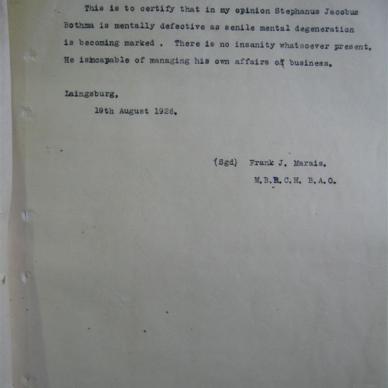 This is to certify that in my opinion Stephanus Jacobus
Bothma is mentally defective as senile mental degeneration
is becoming marked . There is no insanity whatsoever present.
He isincapable of managing his own affairs of business.
Laingsburg,
19th August 1926.
(Sgd) Frank J. Marais.
M.B.B.C.H. B.A.O.